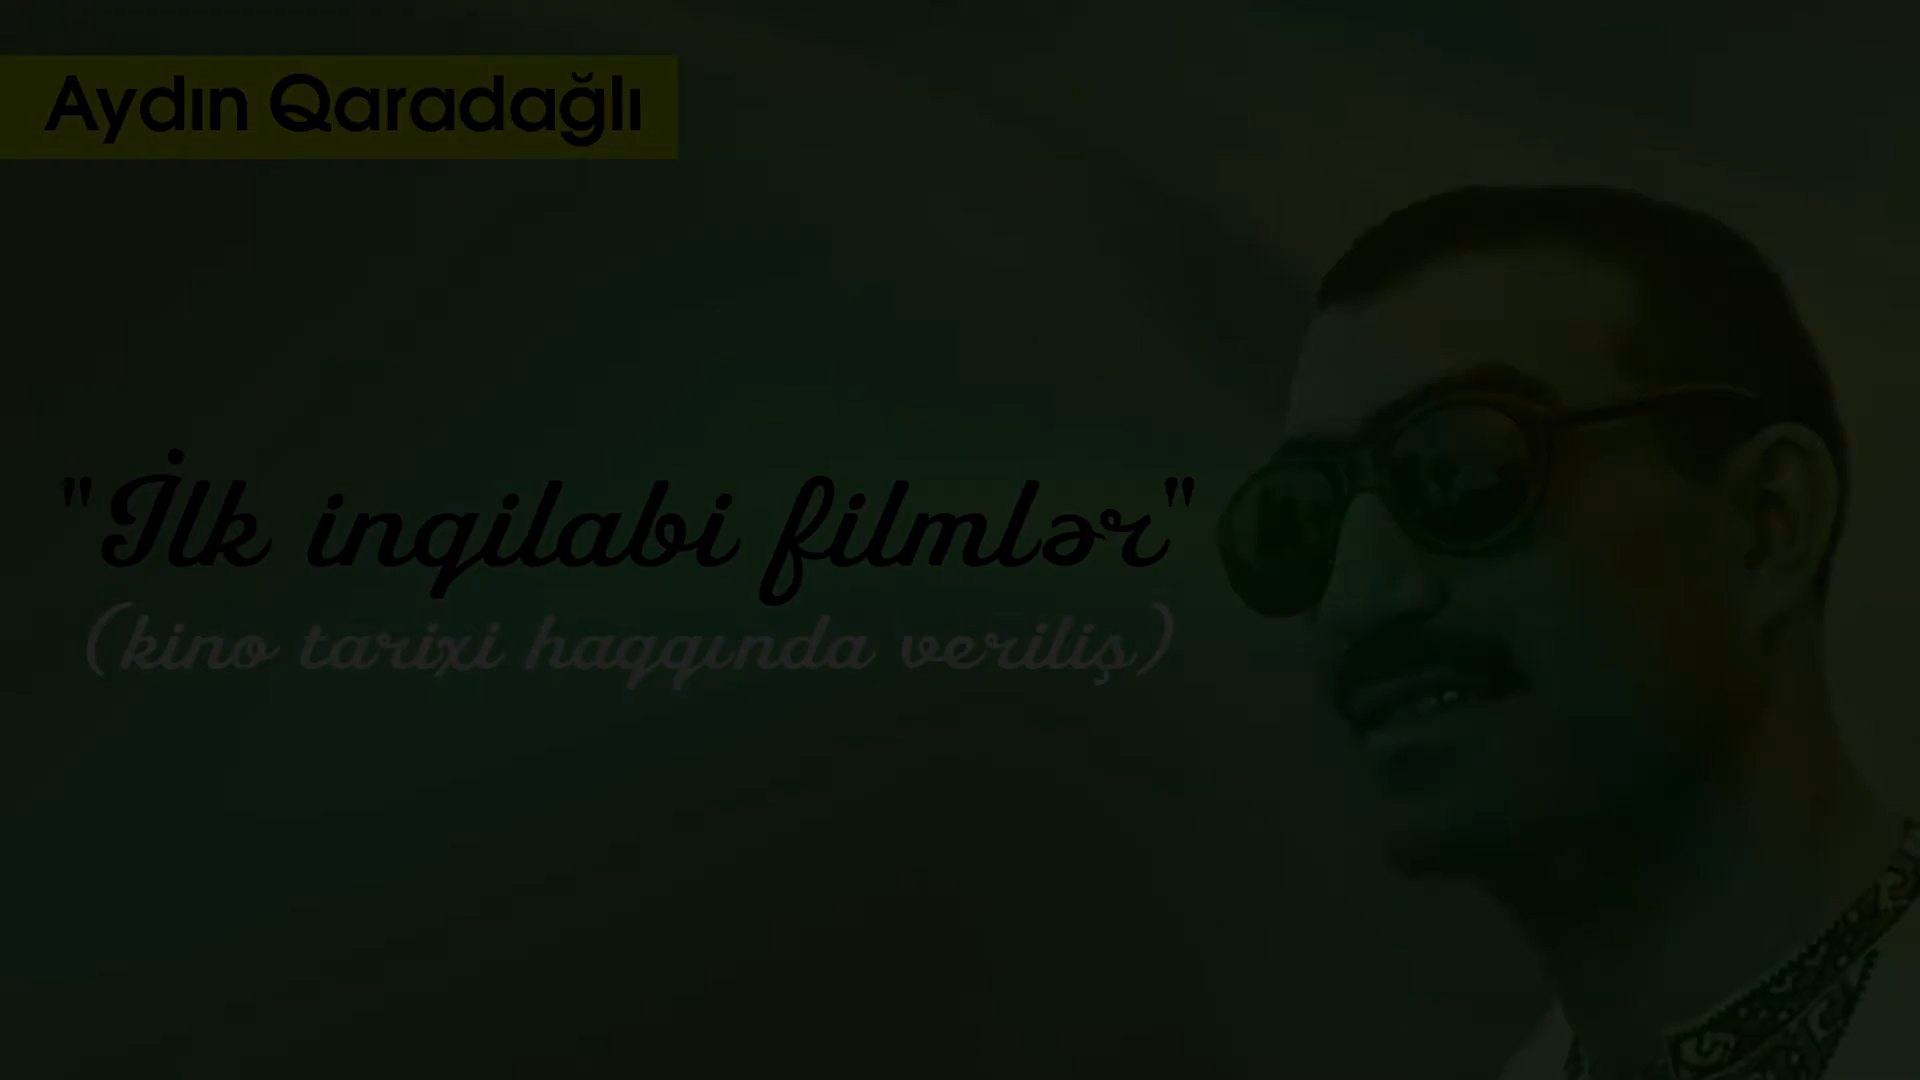 Aydın Qaradağlı
"İlk inqilabi filmlər"
(kino tarixi haqqında veriliş)